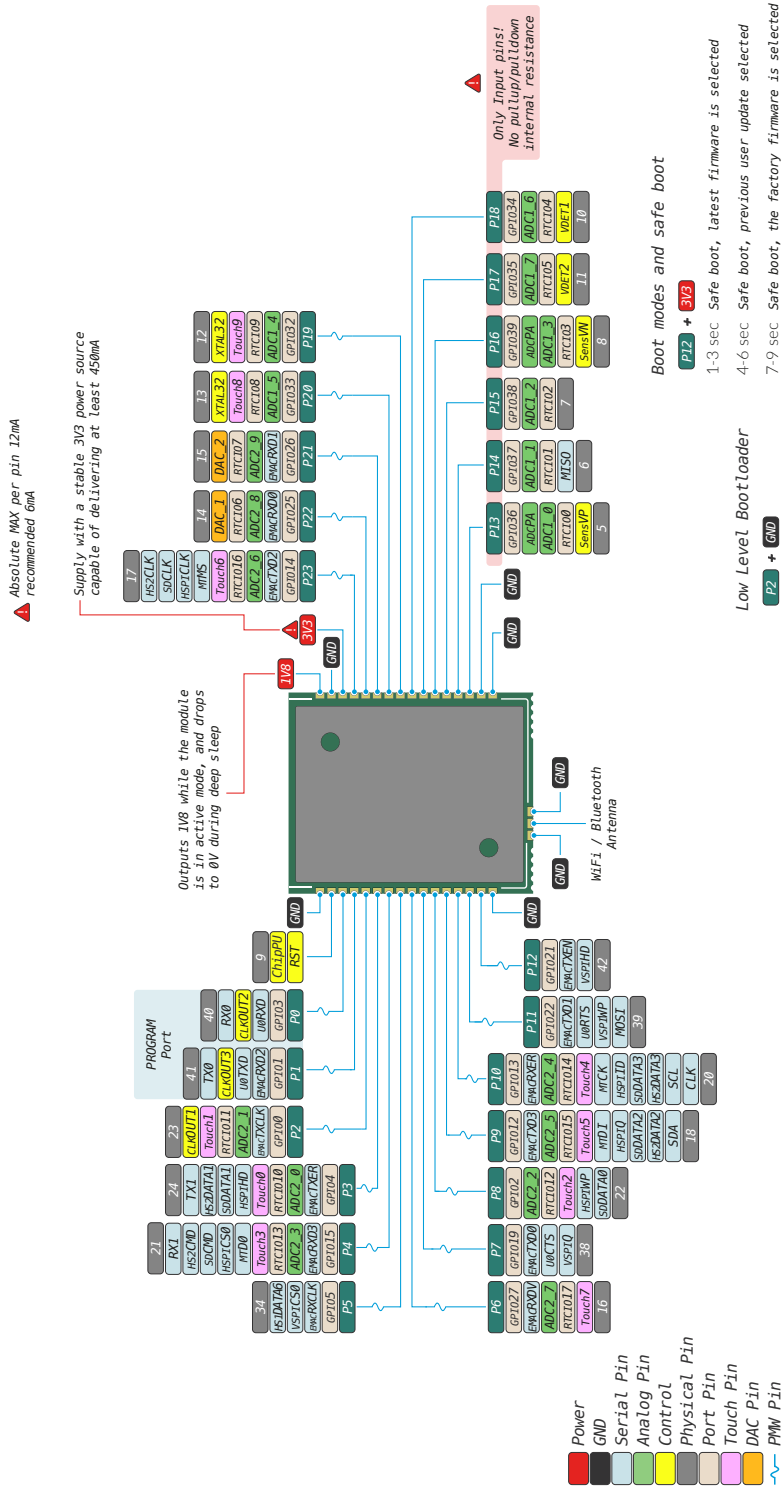 Absolute MAX per pin 12mA
recommended 6mA
Supply with a stable 3V3 power source
capable of delivering at least 450mA
Outputs 1V8 while the module
is in active mode, and drops
to 0V during deep sleep
1V8
GND
3V3
17
HS2CLK
SDCLK
HSPICLK
MTMS
Touch6
RTCIO16
ADC2_6
EMACTXD2
GPIO14
P23
14
DAC_1
RTCIO6
ADC2_8
EMACRXD0
GPIO25
P22
15
DAC_2
RTCIO7
ADC2_9
EMACRXD1
GPIO26
P21
13
XTAL32
Touch8
RTCIO8
ADC1_5
GPIO33
P20
12
XTAL32
Touch9
RTCIO9
ADC1_4
GPIO32
P19
PROGRAM
Port
21
RX1
HS2CMD
SDCMD
HSPICS0
MTDO
Touch3
RTCIO13
ADC2_3
EMACRXD3
GPIO15
P4
34
HS1DATA6
VSPICS0
EMACRXCLK
GPIO5
P5
24
TX1
HS2DATA1
SDDATA1
HSPIHD
Touch0
RTCIO10
ADC2_0
EMACTXER
GPIO4
P3
23
CLKOUT1
Touch1
RTCIO11
ADC2_1
EMACTXCLK
GPIO0
P2
41
TX0
CLKOUT3
U0TXD
EMACRXD2
GPIO1
P1
40
RX0
CLKOUT2
U0RXD
GPIO3
P0
9
ChipPU
RST
GND
P6
GPIO27
EMACRXDV
ADC2_7
RTCIO17
Touch7
16
P7
GPIO19
EMACTXD0
U0CTS
VSPIQ
38
P8
GPIO2
ADC2_2
RTCIO12
Touch2
HSPIWP
SDDATA0
22
P9
GPIO12
EMACTXD3
ADC2_5
RTCIO15
Touch5
MTDI
HSPIQ
SDDATA2
HS2DATA2
SDA
18
P10
GPIO13
EMACRXER
ADC2_4
RTCIO14
Touch4
MTCK
HSPIID
SDDATA3
HS2DATA3
SCL
CLK
20
P11
GPIO22
EMACTXD1
U0RTS
VSPIWP
MOSI
39
P12
GPIO21
EMACTXEN
VSPIHD
42
GND
GND
WiFi / Bluetooth
Antenna
GND
GND
GND
P13
GPIO36
ADCPA
ADC1_0
RTCIO0
SensVP
5
P14
GPIO37
ADC1_1
RTCIO1
MISO
6
P15
GPIO38
ADC1_2
RTCIO2
7
P16
GPIO39
ADCPA
ADC1_3
RTCIO3
SensVN
8
P17
GPIO35
ADC1_7
RTCIO5
VDET2
11
P18
GPIO34
ADC1_6
RTCIO4
VDET1
10
Only Input pins!
No pullup/pulldown
internal resistance
Power
GND
Serial Pin
Analog Pin
Control
Physical Pin
Port Pin
Touch Pin
DAC Pin
PMW Pin
Low Level Bootloader
P2 + GND
Boot modes and safe boot
P12 + 3V3
1-3 sec Safe boot, latest firmware is selected
4-6 sec Safe boot, previous user update selected
7-9 sec Safe boot, the factory firmware is selected